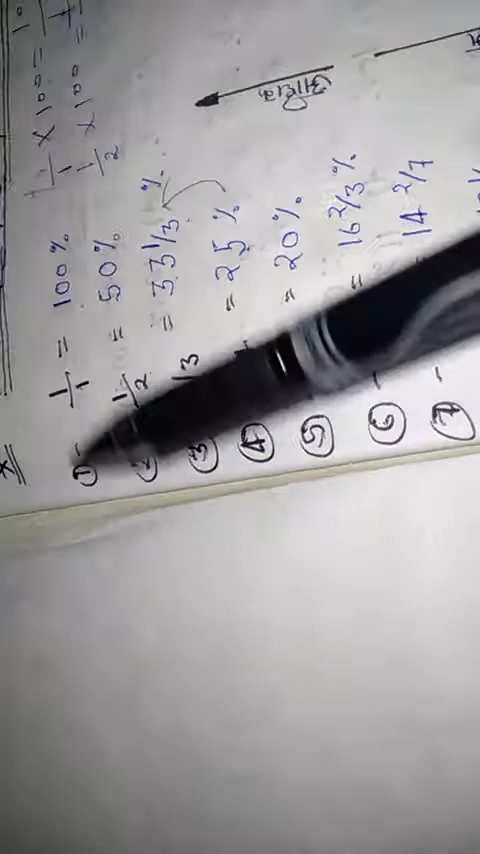 1/1 × 100 =
1/2 × 100 =
① - 1/1 = 100%
② 1/2 = 50%
③ 1/3 = 33 1/3 %
④ = 25 %
⑤ = 20%
⑥ - = 16 2/3 %
⑦ - 14 2/7